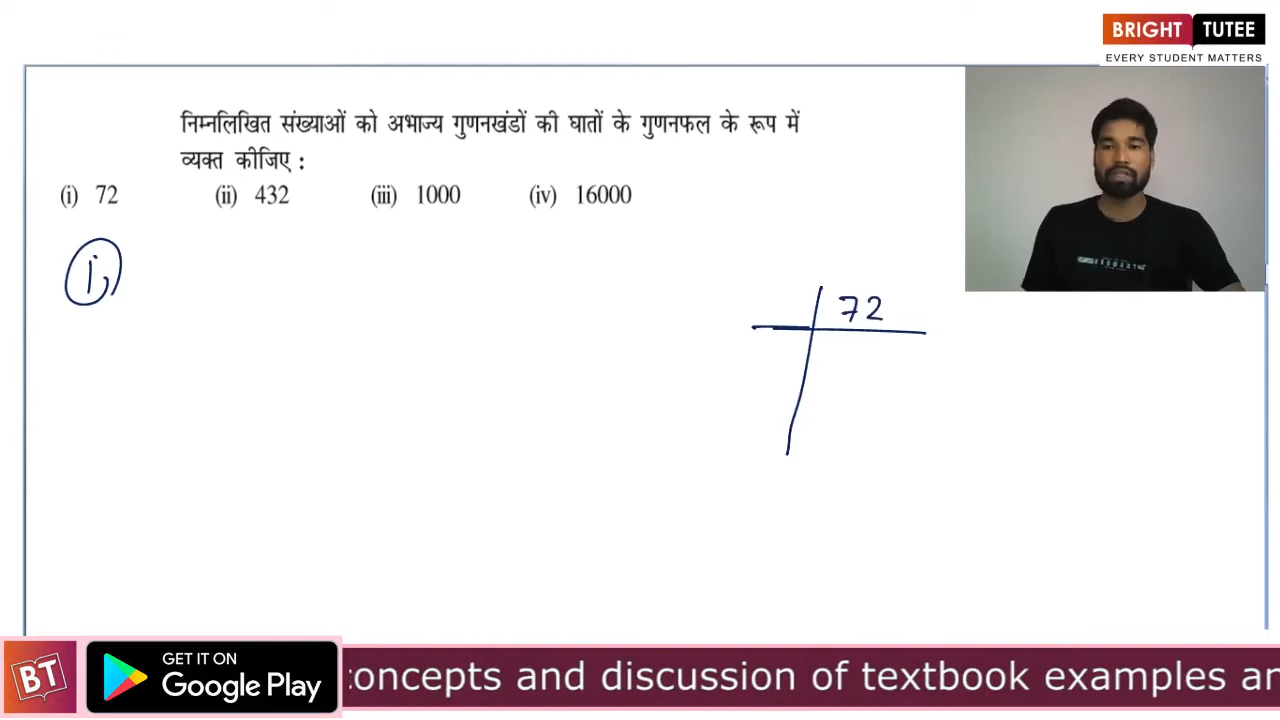 BRIGHT TUTEE
EVERY STUDENT MATTERS
निम्नलिखित संख्याओं को अभाज्य गुणनखंडों की घातों के गुणनफल के रूप में
व्यक्त कीजिए :
(i) 72 (ii) 432 (iii) 1000 (iv) 16000
i,
72
BT
GET IT ON
Google Play
concepts and discussion of textbook examples an